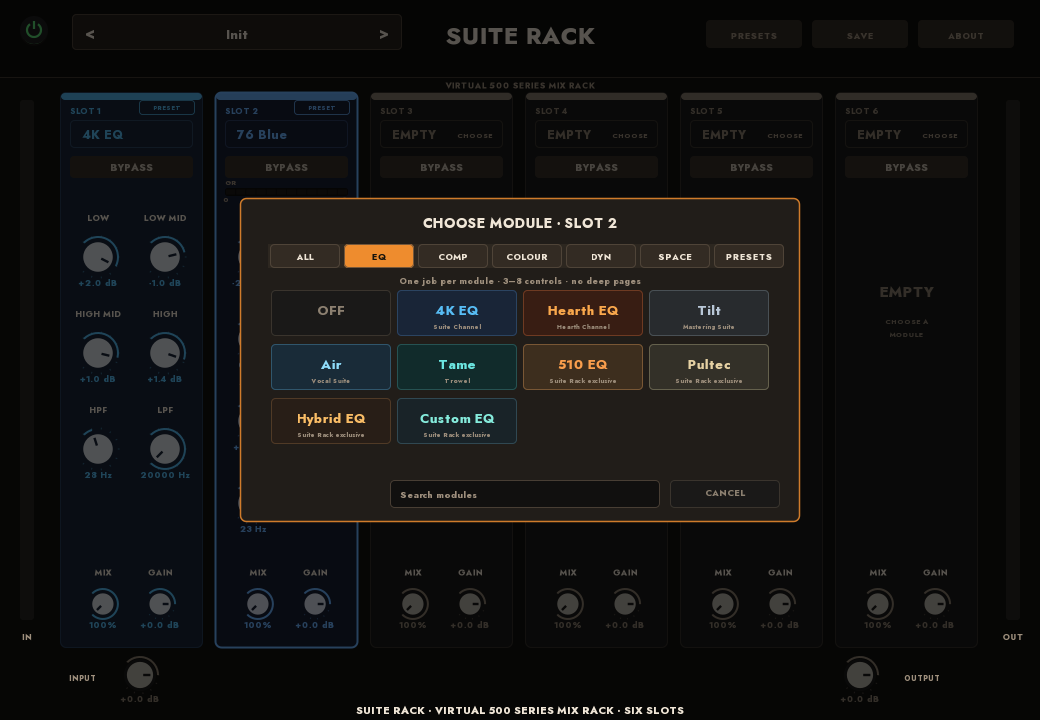 < Init > SUITE RACK PRESETS SAVE ABOUT
VIRTUAL 500 SERIES MIX RACK
SLOT 1 PRESET SLOT 2 PRESET SLOT 3 SLOT 4 SLOT 5 SLOT 6
4K EQ 76 Blue EMPTY CHOOSE EMPTY CHOOSE EMPTY CHOOSE EMPTY CHOOSE
BYPASS BYPASS BYPASS BYPASS BYPASS BYPASS
GR
LOW LOW MID
+2.0 dB -1.0 dB
HIGH MID HIGH
+1.0 dB +1.4 dB
HPF LPF
28 Hz 20000 Hz
CHOOSE MODULE · SLOT 2
ALL EQ COMP COLOUR DYN SPACE PRESETS
One job per module · 3–8 controls · no deep pages
OFF 4K EQ Hearth EQ Tilt
Suite Channel Hearth Channel Mastering Suite
Air Tame 510 EQ Pultec
Vocal Suite Trowel Suite Rack exclusive Suite Rack exclusive
Hybrid EQ Custom EQ
Suite Rack exclusive Suite Rack exclusive
Search modules CANCEL
EMPTY
CHOOSE A
MODULE
23 Hz
MIX GAIN MIX GAIN MIX GAIN MIX GAIN MIX GAIN MIX GAIN
100% +0.0 dB 100% +0.0 dB 100% +0.0 dB 100% +0.0 dB 100% +0.0 dB 100% +0.0 dB
IN OUT
INPUT OUTPUT
+0.0 dB +0.0 dB
SUITE RACK · VIRTUAL 500 SERIES MIX RACK · SIX SLOTS